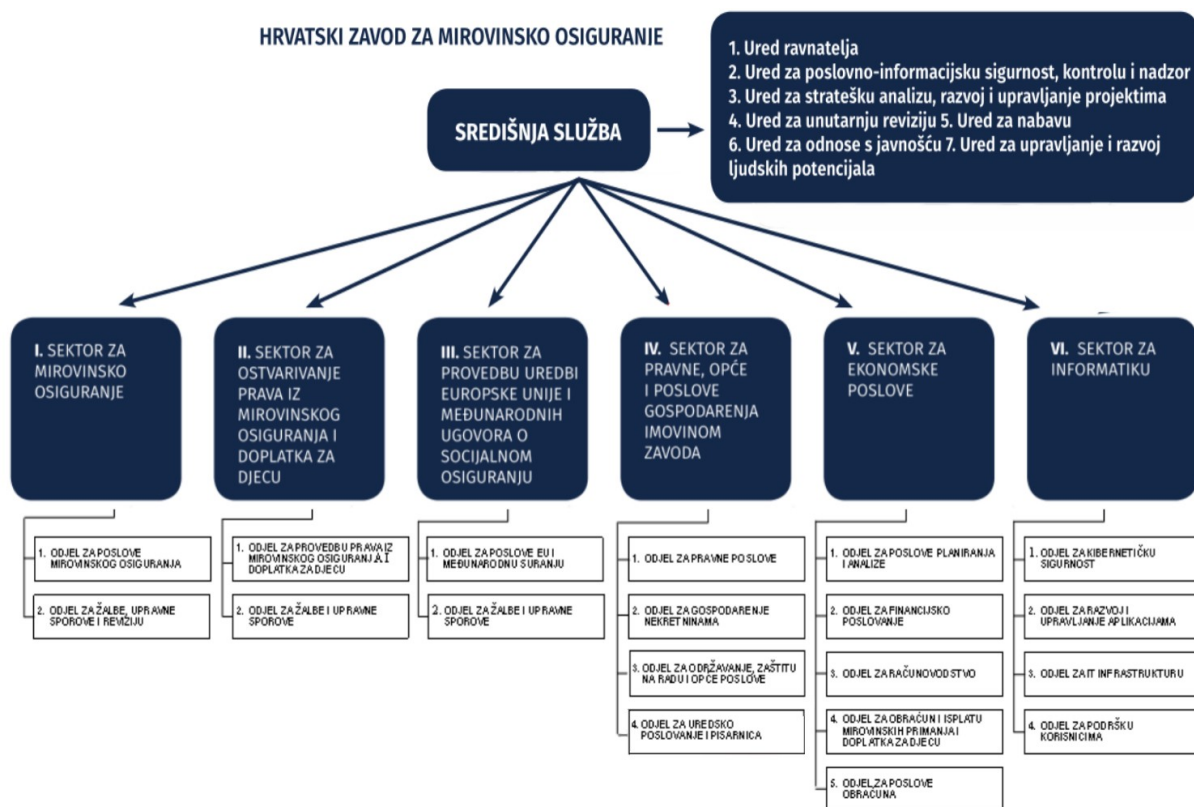 HRVATSKI ZAVOD ZA MIROVINSKO OSIGURANJE
SREDIŠNJA SLUŽBA
1. Ured ravnatelja
2. Ured za poslovno-informacijsku sigurnost, kontrolu i nadzor
3. Ured za stratešku analizu, razvoj i upravljanje projektima
4. Ured za unutarnju reviziju 5. Ured za nabavu
6. Ured za odnose s javnošću 7. Ured za upravljanje i razvoj
ljudskih potencijala
I. SEKTOR ZA
MIROVINSKO
OSIGURANJE
1. ODJEL ZA POSLOVE
MIROVINSKOG OSIGURANJA
2. ODJEL ZA ŽALBE, UPRAVNE
SPOROVE I REVIZIJU
II. SEKTOR ZA
OSTVARIVANJE
PRAVA IZ
MIROVINSKOG
OSIGURANJA I
DOPLATKA ZA
DJECU
1. ODJEL ZA PROVEDBU PRAVA IZ
MIROVINSKOG OSIGURANJA I
DOPLATKA ZA DJECU
2. ODJEL ZA ŽALBE I UPRAVNE
SPOROVE
III. SEKTOR ZA
PROVEDBU UREDBI
EUROPSKE UNIJE I
MEĐUNARODNIH
UGOVORA O
SOCIJALNOM
OSIGURANJU
1. ODJEL ZA POSLOVE EU I
MEĐUNARODNU SURANJU
2. ODJEL ZA ŽALBE I UPRAVNE
SPOROVE
IV. SEKTOR ZA
PRAVNE, OPĆE
I POSLOVE
GOSPODARENJA
IMOVINOM
ZAVODA
1. ODJEL ZA PRAVNE POSLOVE
2. ODJEL ZA GOSPODARENJE
NEKRETNINAMA
3. ODJEL ZA ODRŽAVANJE, ZAŠTITU
NA RADU I OPĆE POSLOVE
4. ODJEL ZA UREDSKO
POSLOVANJE I PISARNICA
V. SEKTOR ZA
EKONOMSKE
POSLOVE
1. ODJEL ZA POSLOVE PLANIRANJA
I ANALIZE
2. ODJEL ZA FINANCIJSKO
POSLOVANJE
3. ODJEL ZA RAČUNOVODSTVO
4. ODJEL ZA OBRAČUN I ISPLATU
MIROVINSKIH PRIMANJA I
DOPLATKA ZA DJECU
5. ODJEL ZA POSLOVE
OBRAČUNA
VI. SEKTOR ZA
INFORMATIKU
1. ODJEL ZA KIBERNETIČKU
SIGURNOST
2. ODJEL ZA RAZVOJ I
UPRAVLJANJE APLIKACIJAMA
3. ODJEL ZA IT INFRASTRUKTURU
4. ODJEL ZA PODRŠKU
KORISNICIMA